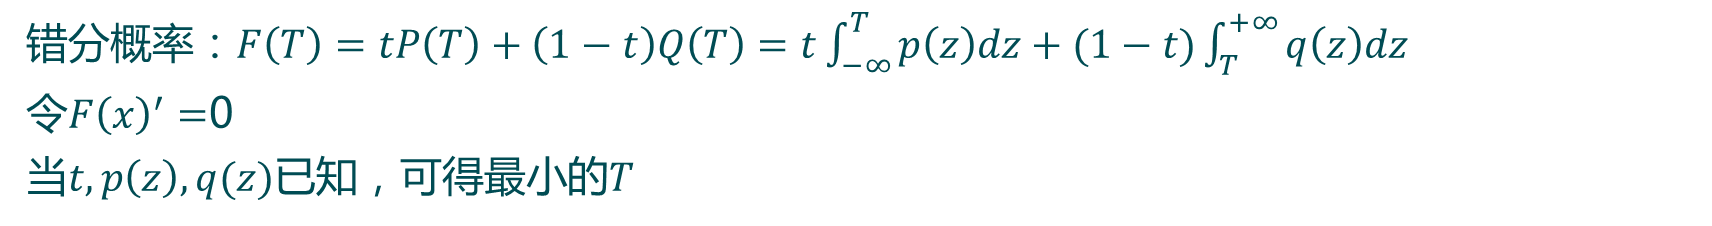 错分概率：F(T) = tP(T) + (1 − t)Q(T) = t∫_{−∞}^{T} p(z)dz + (1 − t)∫_{T}^{+∞} q(z)dz
令F(x)′ =0
当t, p(z), q(z)已知，可得最小的T